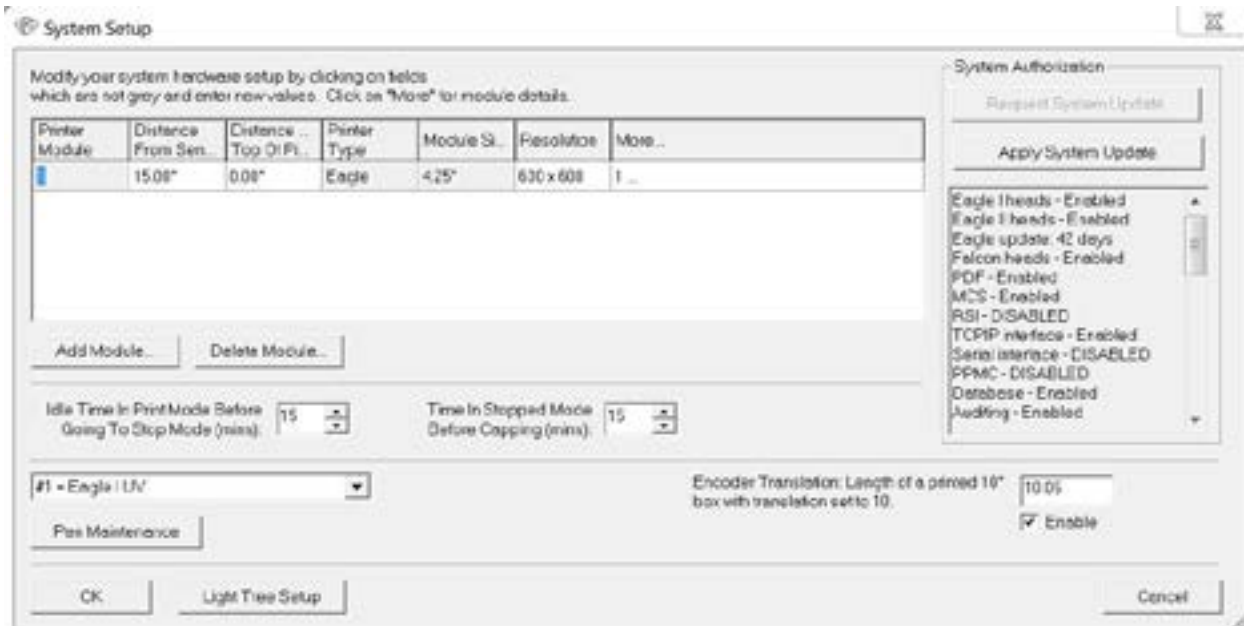 System Setup
Modify your system hardware setup by clicking on fields
which are not grey and enter new values. Click on "More" for module details.
Printer Module
Distance From Sen...
Distance ... Top Of Pi...
Printer Type
Module Si...
Resolution
More...
15.00"
0.00"
Eagle
4.25"
600 x 600
1 ...
Add Module...
Delete Module...
System Authorization
Request System Update
Apply System Update
Eagle I heads - Enabled
Eagle II heads - Enabled
Eagle update: 42 days
Falcon heads - Enabled
PDF - Enabled
MCS - Enabled
RSI - DISABLED
TCPIP interface - Enabled
Serial interface - DISABLED
PPMC - DISABLED
Database - Enabled
Auditing - Enabled
Idle Time In Print Mode Before
Going To Stop Mode (mins):
15
Time In Stopped Mode
Before Capping (mins):
15
#1 = Eagle I UV
Pen Maintenance
Encoder Translation: Length of a printed 10"
box with translation set to 10.
10.05
Enable
OK
Light Tree Setup
Cancel